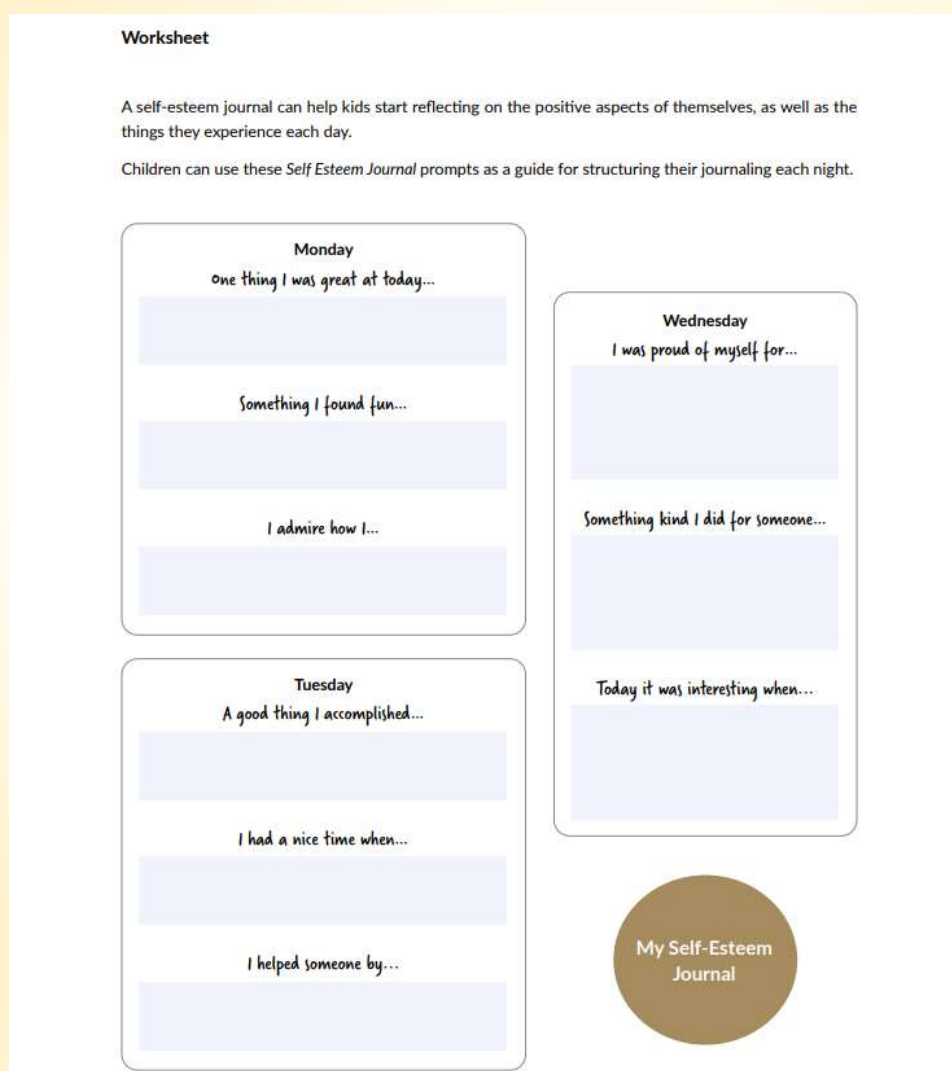 Worksheet
A self-esteem journal can help kids start reflecting on the positive aspects of themselves, as well as the
things they experience each day.
Children can use these Self Esteem Journal prompts as a guide for structuring their journaling each night.
Monday
One thing I was great at today...
Something I found fun...
I admire how I...
Tuesday
A good thing I accomplished...
I had a nice time when...
I helped someone by...
Wednesday
I was proud of myself for...
Something kind I did for someone...
Today it was interesting when...
My Self-Esteem
Journal